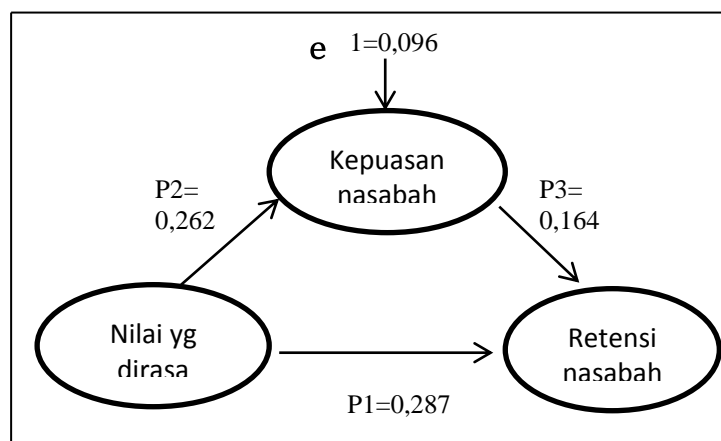 e 1=0,096
Kepuasan
nasabah
P2=
0,262
P3=
0,164
Nilai yg
dirasa
Retensi
nasabah
P1=0,287